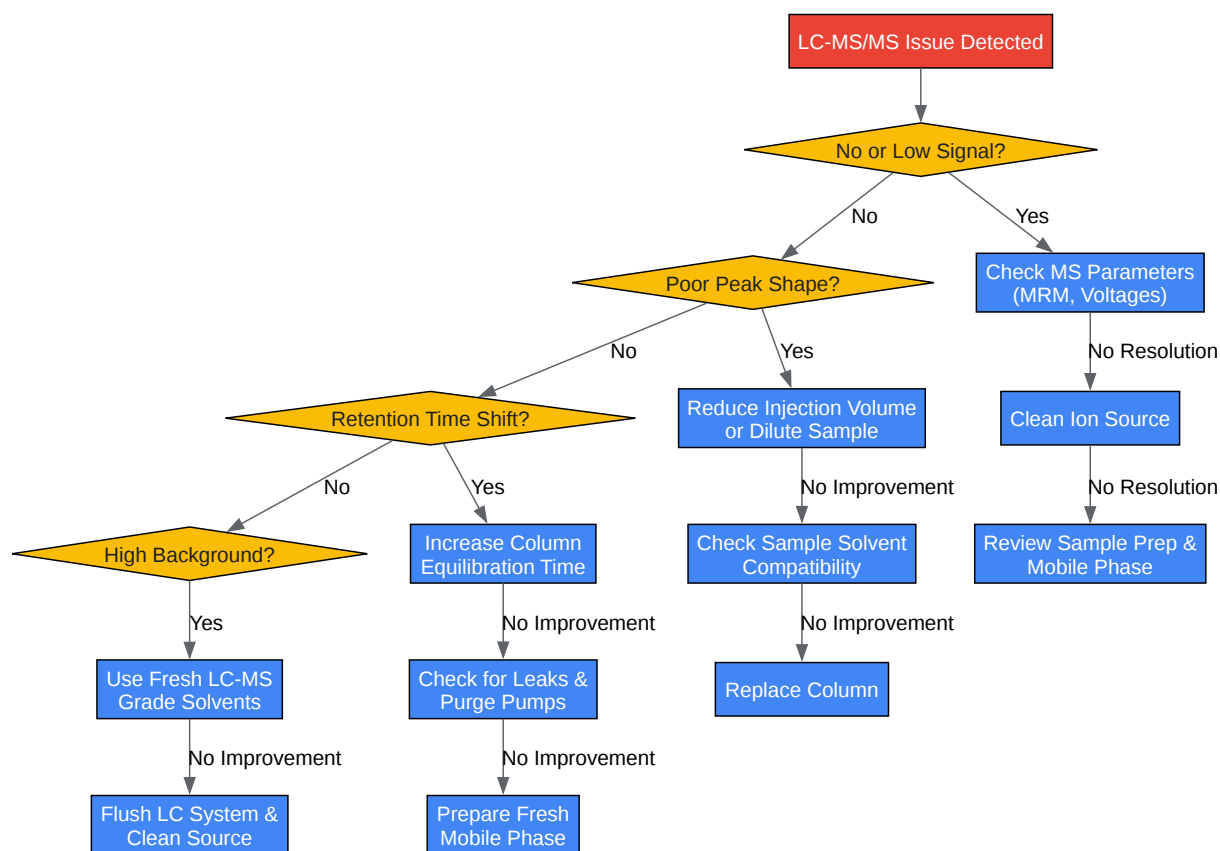 LC-MS/MS Issue Detected
No or Low Signal?
No
Yes
Poor Peak Shape?
Check MS Parameters
(MRM, Voltages)
No
Yes
No Resolution
Retention Time Shift?
Reduce Injection Volume
or Dilute Sample
Clean Ion Source
No
Yes
No Improvement
No Resolution
High Background?
Increase Column
Equilibration Time
Check Sample Solvent
Compatibility
Review Sample Prep &
Mobile Phase
Yes
No Improvement
No Improvement
Use Fresh LC-MS
Grade Solvents
Check for Leaks &
Purge Pumps
Replace Column
No Improvement
No Improvement
Flush LC System &
Clean Source
Prepare Fresh
Mobile Phase